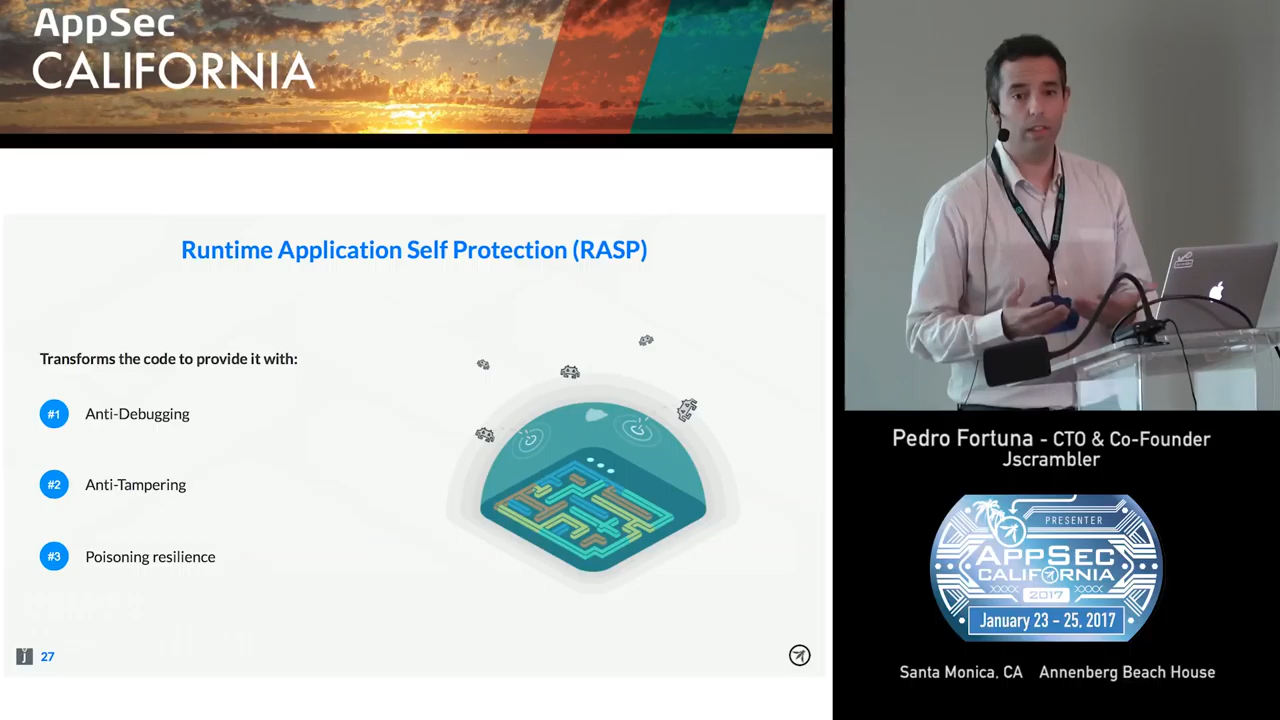 AppSec
CALIFORNIA
Runtime Application Self Protection (RASP)
Transforms the code to provide it with:
#1 Anti-Debugging
#2 Anti-Tampering
#3 Poisoning resilience
27
Pedro Fortuna - CTO & Co-Founder
Jscrambler
PRESENTER
APPSEC
CALIFORNIA
XXXX 2017 XXXX
January 23 - 25, 2017
Santa Monica, CA Annenberg Beach House